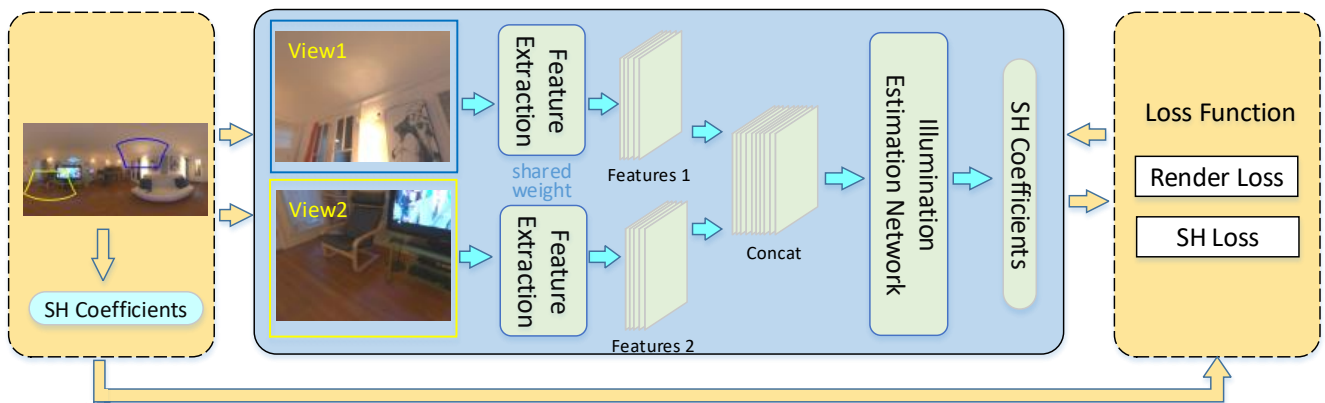 SH Coefficients
View1
View2
Feature
Extraction
shared
weight
Feature
Extraction
Features 1
Features 2
Concat
Illumination
Estimation Network
SH Coefficients
Loss Function
Render Loss
SH Loss